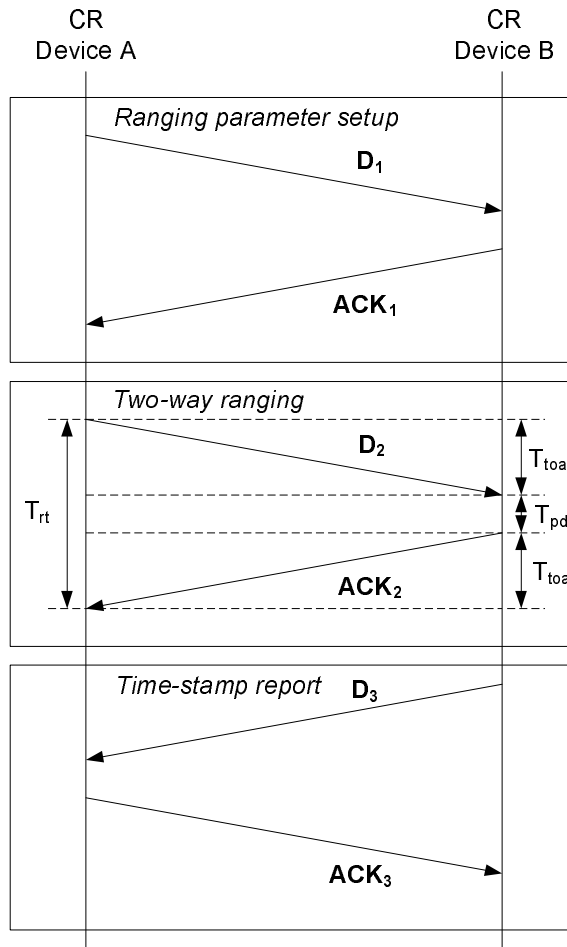 CR
Device A
CR
Device B
Ranging parameter setup
D₁
ACK₁
Two-way ranging
D₂
Tₜₒₐ
Tᵣₜ
T_pd
ACK₂
Tₜₒₐ
Time-stamp report
D₃
ACK₃